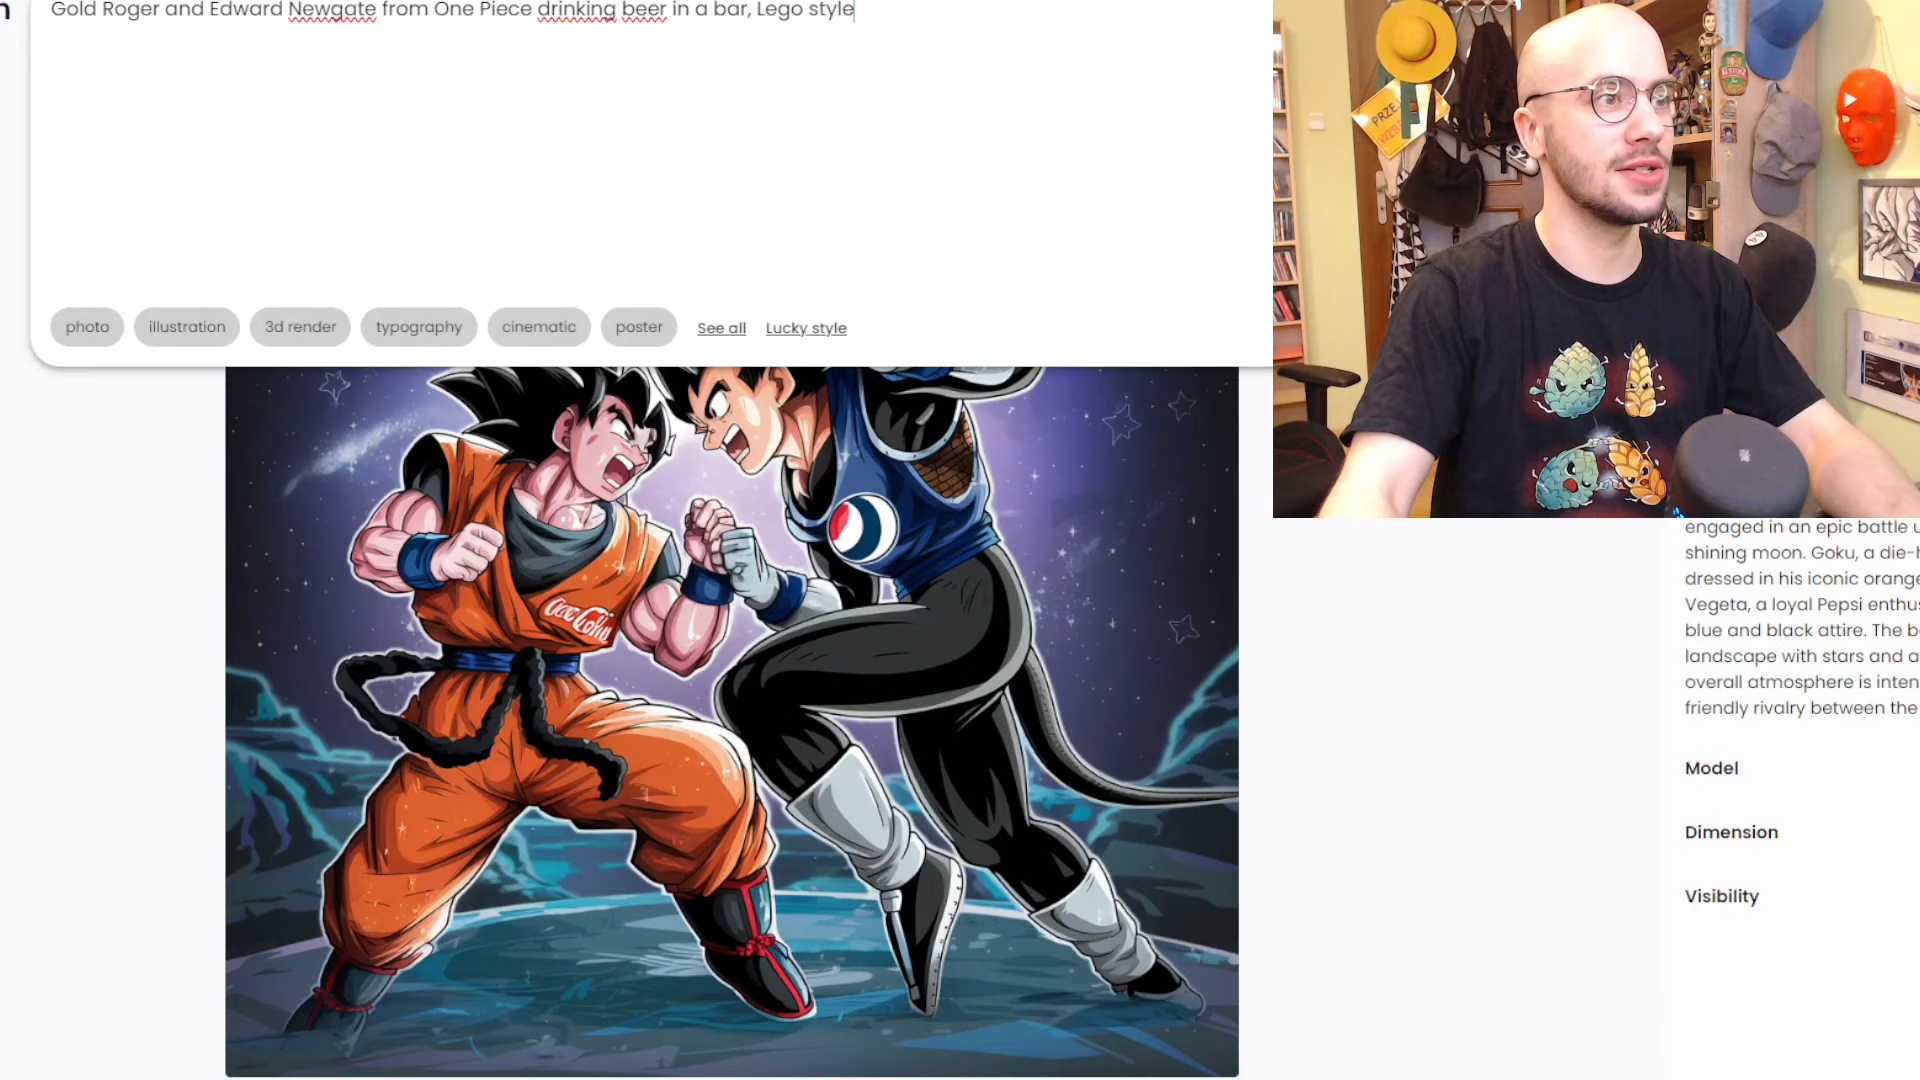 Gold Roger and Edward Newgate from One Piece drinking beer in a bar, Lego style
photo illustration 3d render typography cinematic poster See all Lucky style
PRZEJ
WZB
engaged in an epic battle u
shining moon. Goku, a die-h
dressed in his iconic orange
Vegeta, a loyal Pepsi enthus
blue and black attire. The b
landscape with stars and a
overall atmosphere is inten
friendly rivalry between the
Model
Dimension
Visibility